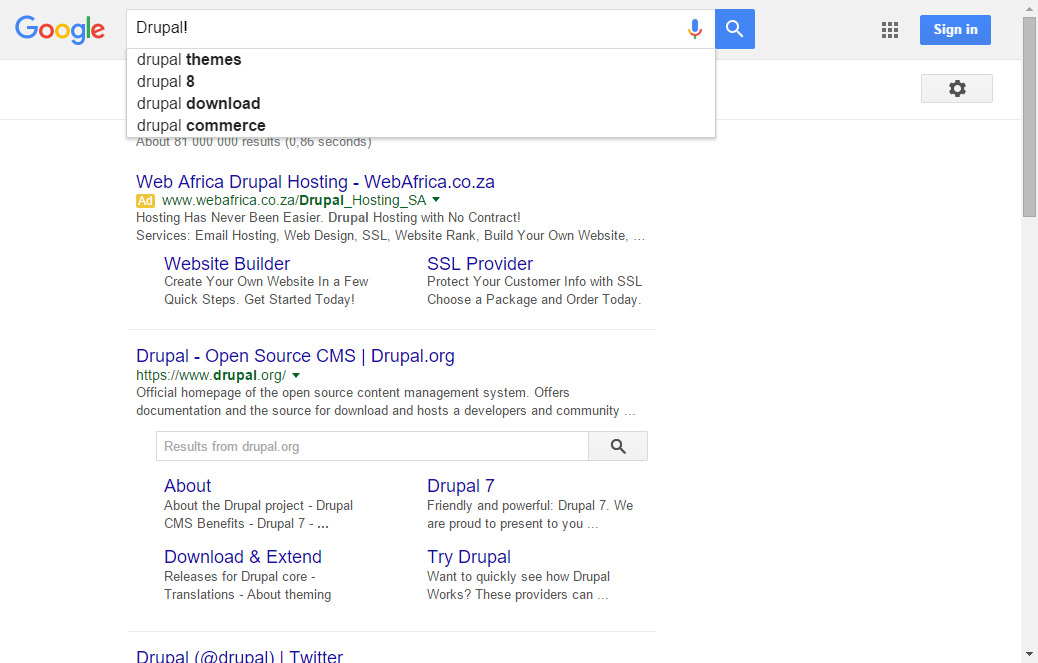 Google
Drupal!
Sign in
drupal themes
drupal 8
drupal download
drupal commerce
About 81 000 000 results (0,86 seconds)
Web Africa Drupal Hosting - WebAfrica.co.za
Ad www.webafrica.co.za/Drupal_Hosting_SA
Hosting Has Never Been Easier. Drupal Hosting with No Contract!
Services: Email Hosting, Web Design, SSL, Website Rank, Build Your Own Website, ...
Website Builder
Create Your Own Website In a Few
Quick Steps. Get Started Today!
SSL Provider
Protect Your Customer Info with SSL
Choose a Package and Order Today.
Drupal - Open Source CMS | Drupal.org
https://www.drupal.org/
Official homepage of the open source content management system. Offers
documentation and the source for download and hosts a developers and community ...
Results from drupal.org
About
About the Drupal project - Drupal
CMS Benefits - Drupal 7 - ...
Drupal 7
Friendly and powerful: Drupal 7. We
are proud to present to you ...
Download & Extend
Releases for Drupal core -
Translations - About theming
Try Drupal
Want to quickly see how Drupal
Works? These providers can ...
Drupal (@drupal) | Twitter